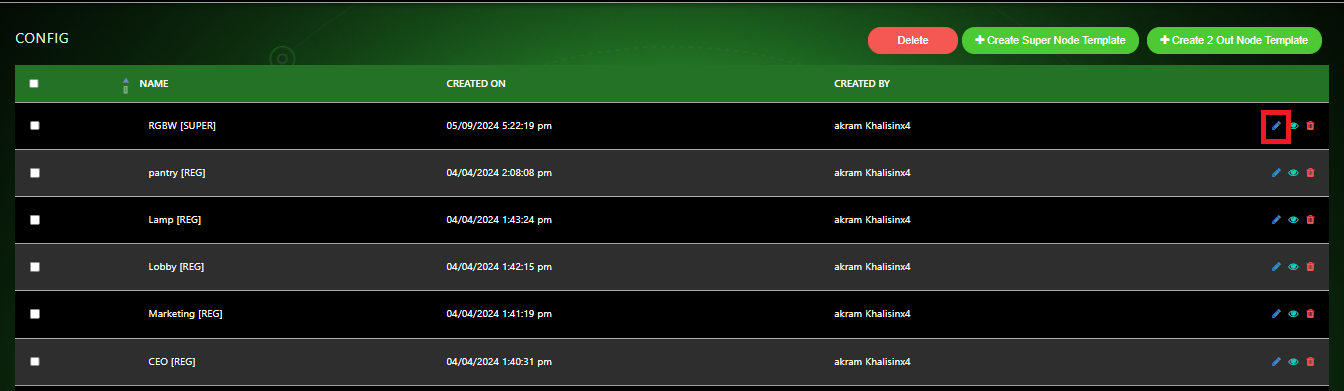 CONFIG
Delete
Create Super Node Template
Create 2 Out Node Template
NAME CREATED ON CREATED BY
RGBW [SUPER] 05/09/2024 5:22:19 pm akram Khalisinx4
pantry [REG] 04/04/2024 2:08:08 pm akram Khalisinx4
Lamp [REG] 04/04/2024 1:43:24 pm akram Khalisinx4
Lobby [REG] 04/04/2024 1:42:15 pm akram Khalisinx4
Marketing [REG] 04/04/2024 1:41:19 pm akram Khalisinx4
CEO [REG] 04/04/2024 1:40:31 pm akram Khalisinx4